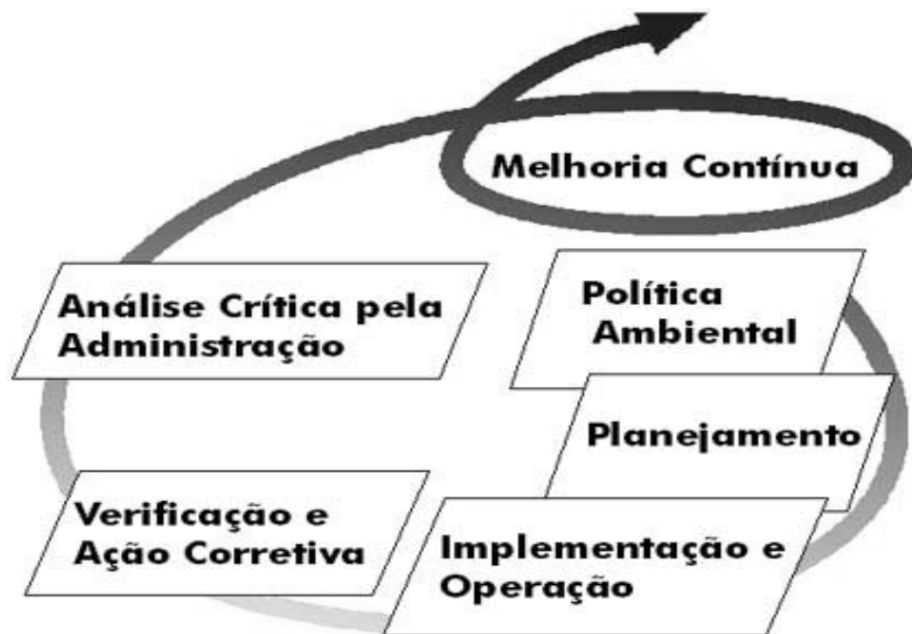 Melhoria Contínua
Análise Crítica pela
Administração
Política
Ambiental
Planejamento
Verificação e
Ação Corretiva
Implementação e
Operação